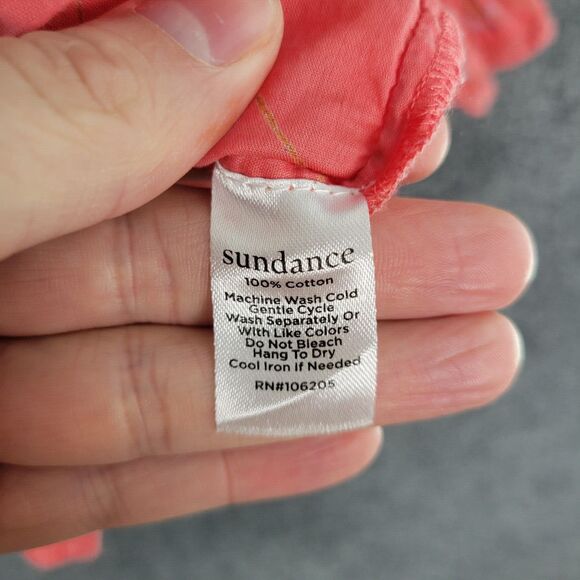 sundance
100% Cotton
Machine Wash Cold
Gentle Cycle
Wash Separately Or
With Like Colors
Do Not Bleach
Hang To Dry
Cool Iron If Needed
RN#106205